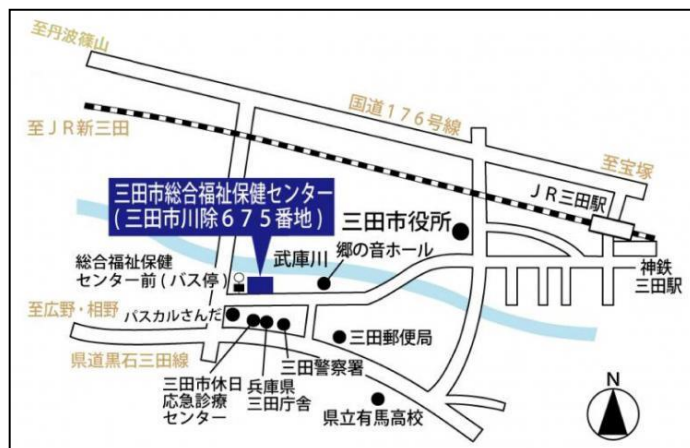 至丹波篠山
国道176号線
至JR新三田
至宝塚
JR三田駅
三田市総合福祉保健センター
(三田市川除675番地)
三田市役所
武庫川
郷の音ホール
総合福祉保健
センター前(バス停)
神鉄
三田駅
至広野・相野
パスカルさんだ
三田郵便局
県道黒石三田線
三田警察署
三田市休日
応急診療
センター
兵庫県
三田庁舎
県立有馬高校
N